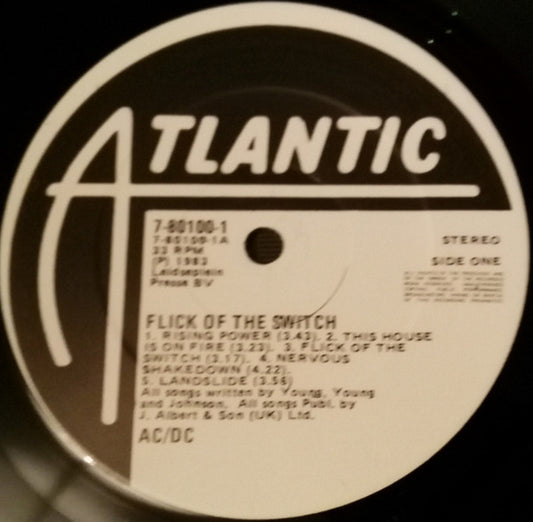 ATLANTIC
7-80100-1
7-80100-1A
33 RPM
(P) 1983
Leidseplein
Presse BV
STEREO
SIDE ONE
FLICK OF THE SWITCH
1. RISING POWER (3.43). 2. THIS HOUSE
IS ON FIRE (3.23). 3. FLICK OF THE
SWITCH (3.17). 4. NERVOUS
SHAKEDOWN (4.22).
5. LANDSLIDE (3.56)
All songs written by Young, Young
and Johnson. All songs Publ. by
J. Albert & Son (UK) Ltd.
AC/DC